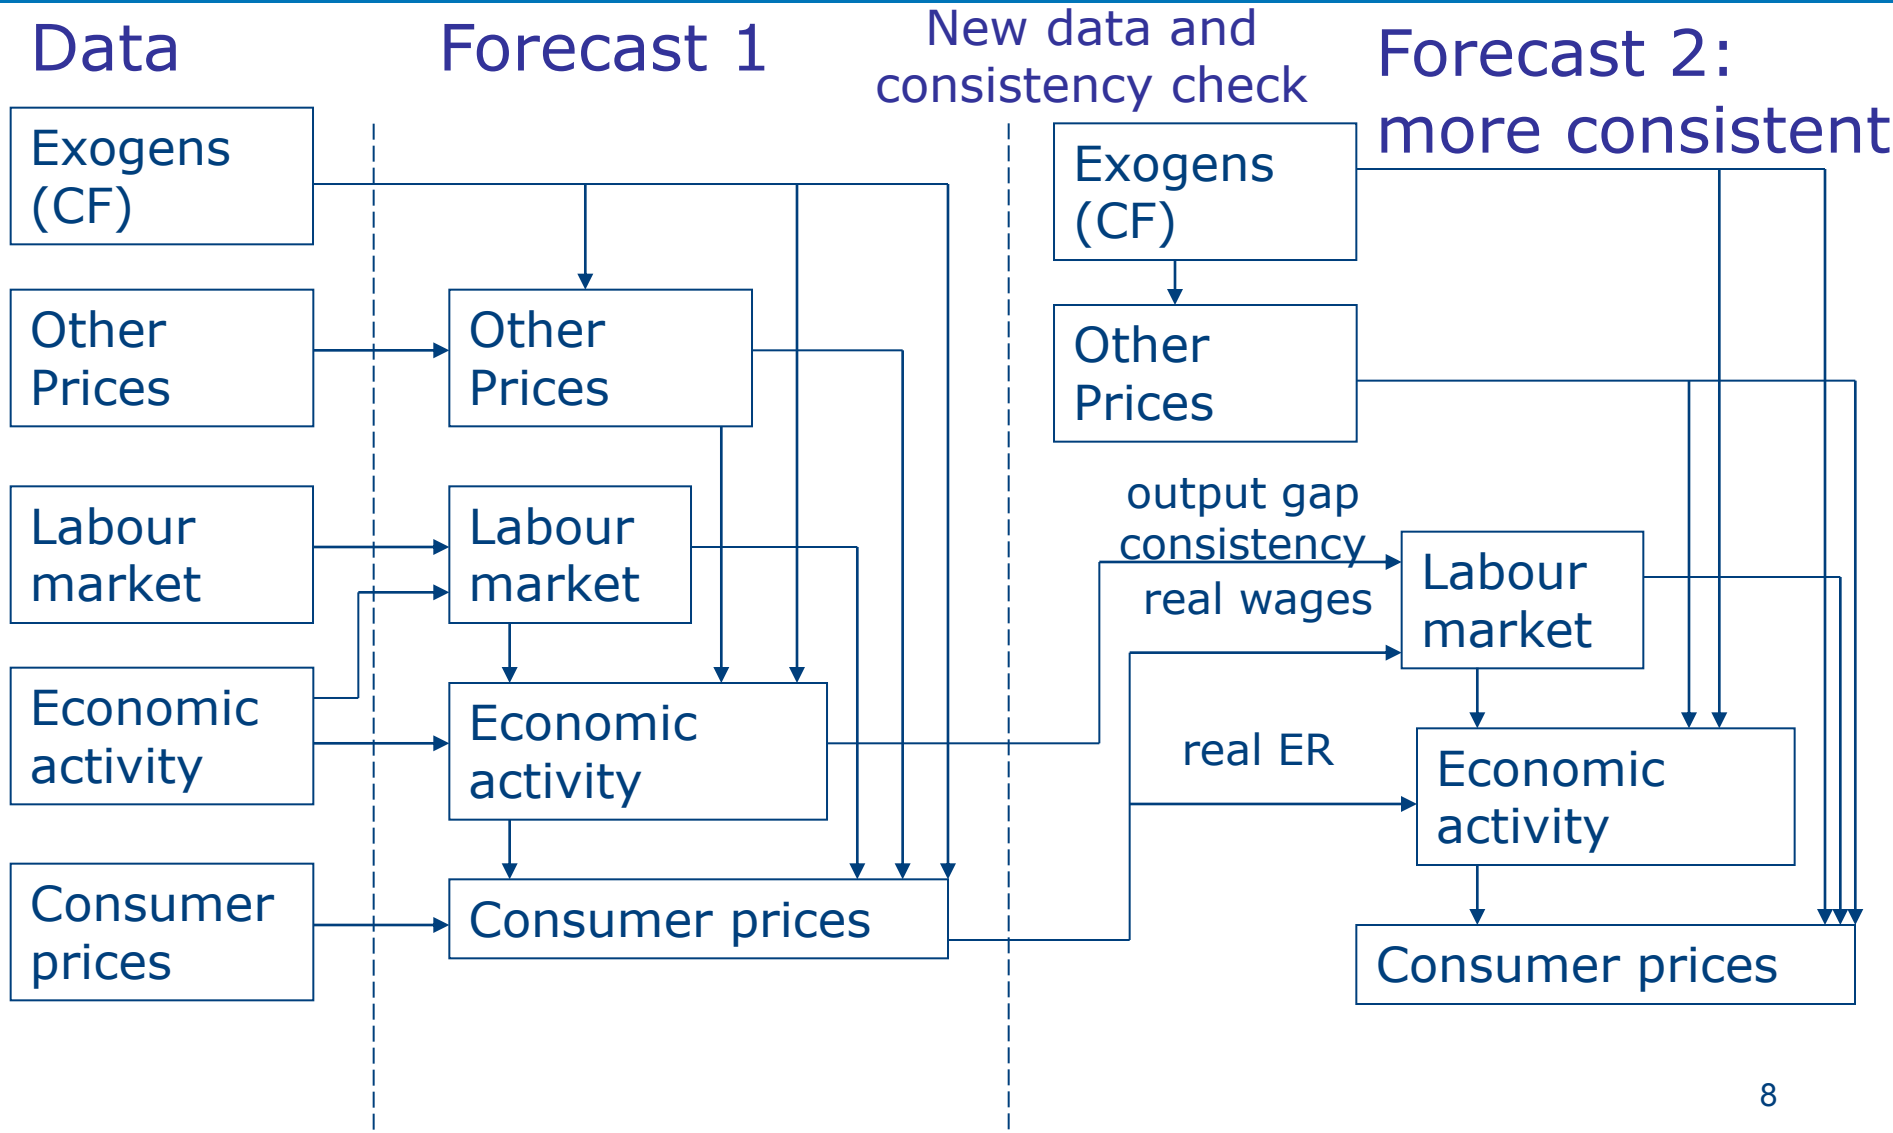 Data
Forecast 1
New data and
consistency check
Forecast 2:
more consistent
Exogens
(CF)
Other
Prices
Labour
market
Economic
activity
Consumer
prices
Other
Prices
Labour
market
Economic
activity
Consumer prices
Exogens
(CF)
Other
Prices
output gap
consistency
real wages
real ER
Labour
market
Economic
activity
Consumer prices
8